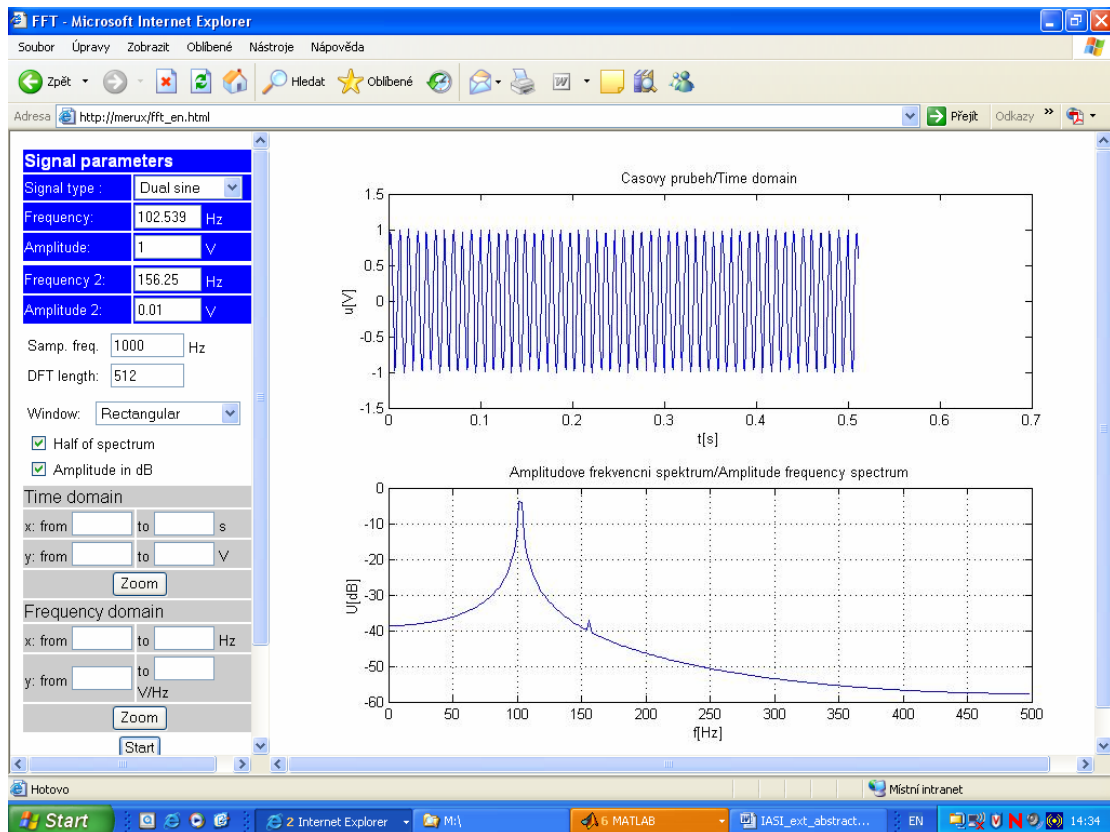 FFT - Microsoft Internet Explorer
Soubor Úpravy Zobrazit Oblíbené Nástroje Nápověda
Zpět Hledat Oblíbené
Adresa http://merux/fft_en.html Přejít Odkazy »
Signal parameters
Signal type : Dual sine
Frequency: 102.539 Hz
Amplitude: 1 V
Frequency 2: 156.25 Hz
Amplitude 2: 0.01 V
Samp. freq. 1000 Hz
DFT length: 512
Window: Rectangular
Half of spectrum
Amplitude in dB
Time domain
x: from to s
y: from to V
Zoom
Frequency domain
x: from to Hz
y: from to
V/Hz
Zoom
Start
Casovy prubeh/Time domain
1.5
1
0.5
0
-0.5
-1
-1.5
u[V]
0 0.1 0.2 0.3 0.4 0.5 0.6 0.7
t[s]
Amplitudove frekvencni spektrum/Amplitude frequency spectrum
0
-10
-20
-30
-40
-50
-60
U[dB]
0 50 100 150 200 250 300 350 400 450 500
f[Hz]
Hotovo Místní intranet
Start 2 Internet Explorer M:\ 6 MATLAB IASI_ext_abstract... EN 14:34